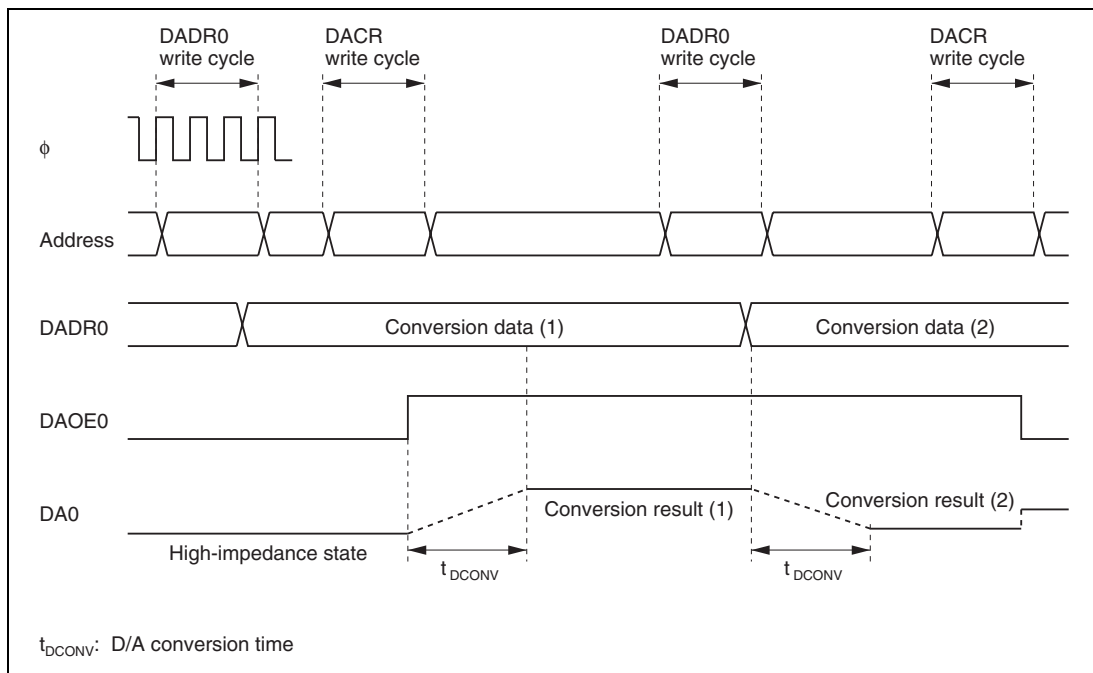 DADR0
write cycle
DACR
write cycle
DADR0
write cycle
DACR
write cycle
ϕ
Address
DADR0
Conversion data (1)
Conversion data (2)
DAOE0
DA0
Conversion result (1)
Conversion result (2)
High-impedance state
tDCONV
tDCONV
tDCONV: D/A conversion time